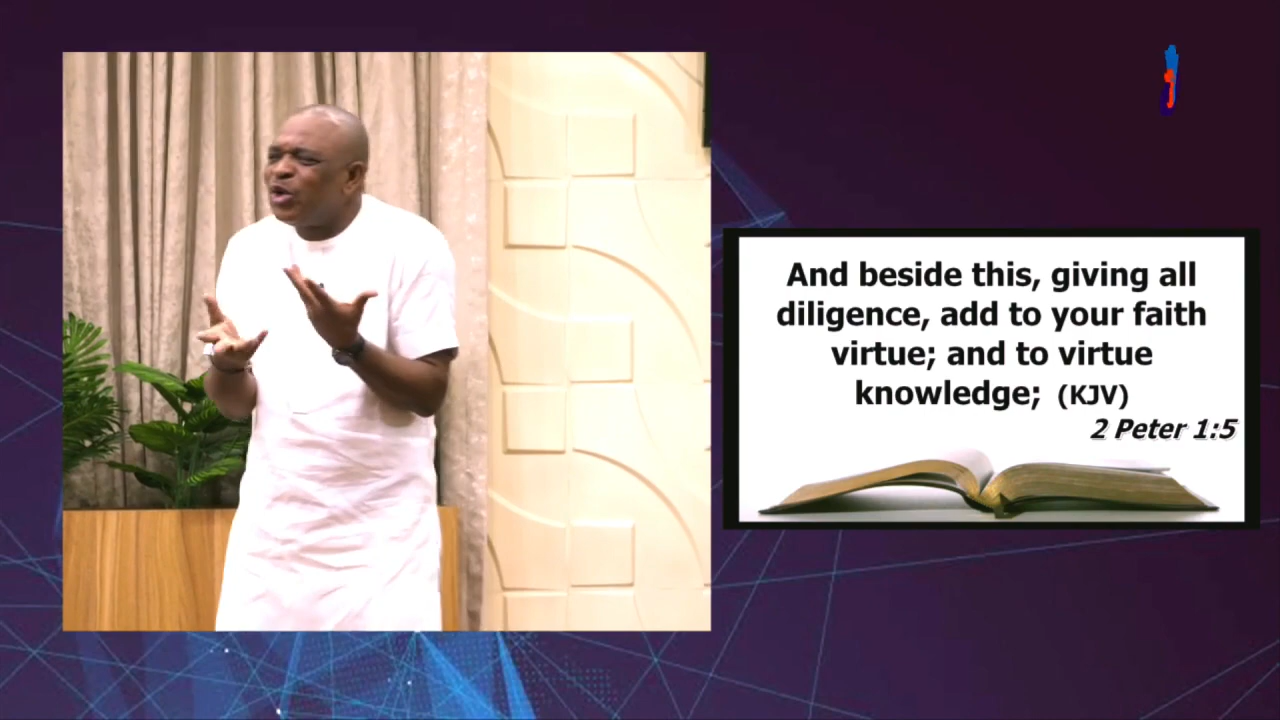 And beside this, giving all
diligence, add to your faith
virtue; and to virtue
knowledge; (KJV)
2 Peter 1:5